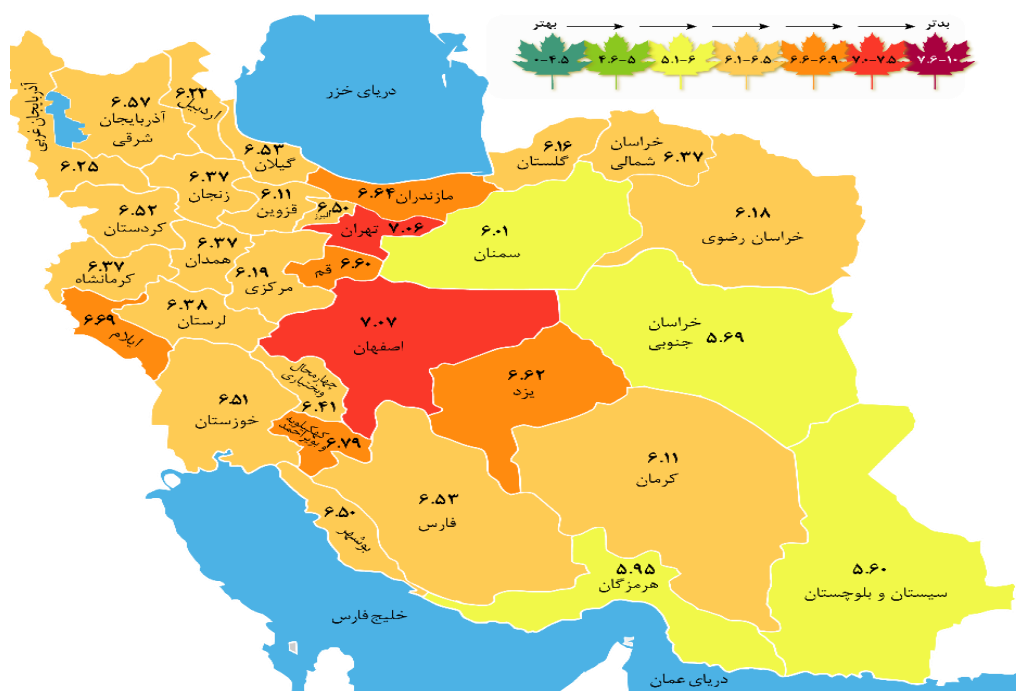 بهتر
بدتر
۰-۴.۵
۴.۶-۵
۵.۱-۶
۶.۱-۶.۵
۶.۶-۶.۹
۷.۰-۷.۵
۷.۶-۱۰
دریای خزر
آذربایجان غربی
۶.۲۵
۶.۵۷
آذربایجان
شرقی
۶.۲۲
اردبیل
۶.۵۳
گیلان
۶.۱۶
گلستان
خراسان
شمالی ۶.۳۷
۶.۳۷
زنجان
۶.۱۱
قزوین
۶.۵۰
البرز
۶.۶۴ مازندران
تهران ۷.۰۶
۶.۰۱
سمنان
۶.۱۸
خراسان رضوی
۶.۵۲
کردستان
۶.۳۷
همدان
۶.۳۷
کرمانشاه
۶.۱۹
مرکزی
قم ۶.۶۰
۶.۶۹
ایلام
۶.۳۸
لرستان
۷.۰۷
اصفهان
خراسان
جنوبی ۵.۶۹
۶.۶۲
یزد
چهارمحال
وبختیاری
۶.۴۱
۶.۵۱
خوزستان
کهکیلویه
و بویراحمد
۶.۷۹
۶.۱۱
کرمان
۶.۵۳
فارس
۶.۵۰
بوشهر
۵.۹۵
هرمزگان
۵.۶۰
سیستان و بلوچستان
خلیج فارس
دریای عمان